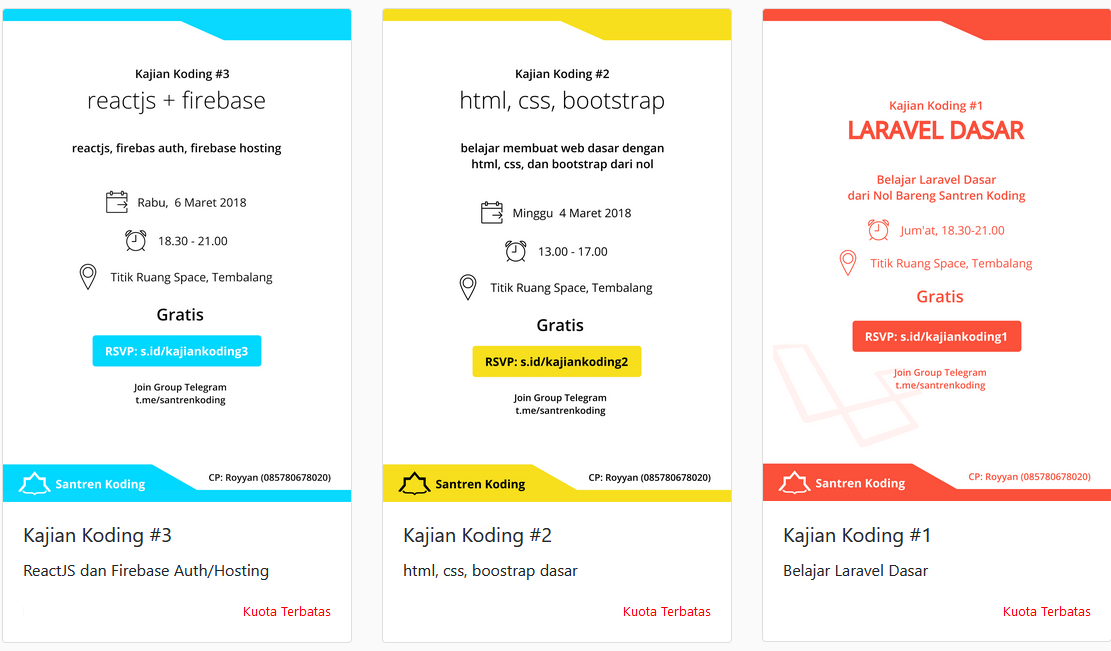 Kajian Koding #3
reactjs + firebase
reactjs, firebas auth, firebase hosting
Rabu, 6 Maret 2018
18.30 - 21.00
Titik Ruang Space, Tembalang
Gratis
RSVP: s.id/kajiankoding3
Join Group Telegram
t.me/santrenkoding
Santren Koding
CP: Royyan (085780678020)
Kajian Koding #3
ReactJS dan Firebase Auth/Hosting
Kuota Terbatas
Kajian Koding #2
html, css, bootstrap
belajar membuat web dasar dengan
html, css, dan bootstrap dari nol
Minggu 4 Maret 2018
13.00 - 17.00
Titik Ruang Space, Tembalang
Gratis
RSVP: s.id/kajiankoding2
Join Group Telegram
t.me/santrenkoding
Santren Koding
CP: Royyan (085780678020)
Kajian Koding #2
html, css, boostrap dasar
Kuota Terbatas
Kajian Koding #1
LARAVEL DASAR
Belajar Laravel Dasar
dari Nol Bareng Santren Koding
Jum'at, 18.30-21.00
Titik Ruang Space, Tembalang
Gratis
RSVP: s.id/kajiankoding1
Join Group Telegram
t.me/santrenkoding
Santren Koding
CP: Royyan (085780678020)
Kajian Koding #1
Belajar Laravel Dasar
Kuota Terbatas